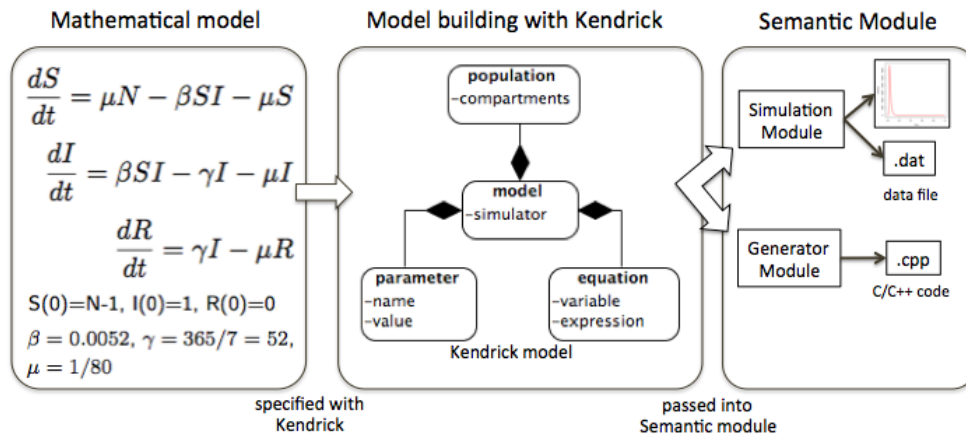 Mathematical model
dS/dt = μN − βSI − μS
dI/dt = βSI − γI − μI
dR/dt = γI − μR
S(0)=N-1, I(0)=1, R(0)=0
β = 0.0052, γ = 365/7 = 52,
μ = 1/80
specified with
Kendrick
Model building with Kendrick
population
-compartments
model
-simulator
parameter
-name
-value
equation
-variable
-expression
Kendrick model
passed into
Semantic module
Semantic Module
Simulation
Module
.dat
data file
Generator
Module
.cpp
C/C++ code